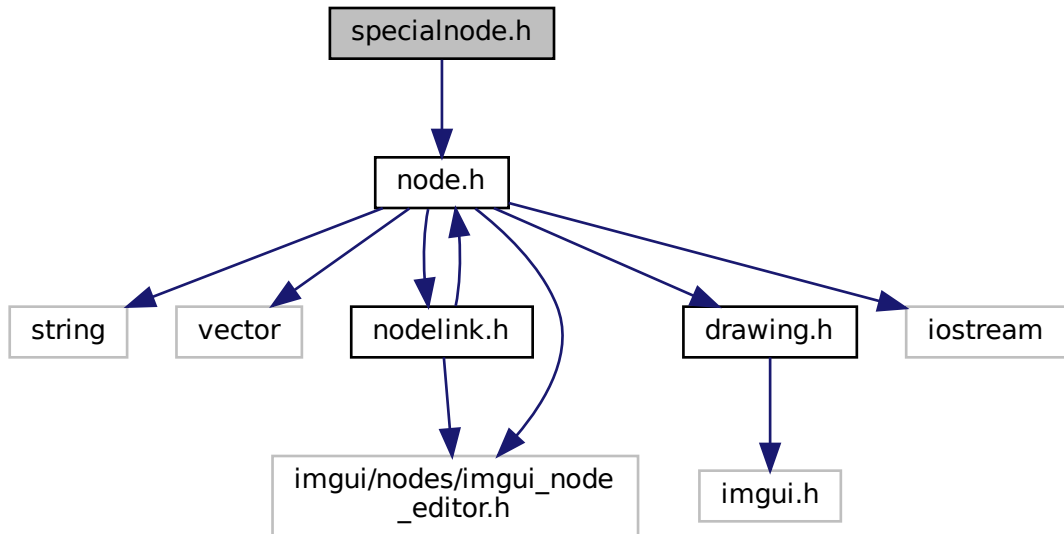 specialnode.h
node.h
string
vector
nodelink.h
drawing.h
iostream
imgui/nodes/imgui_node
_editor.h
imgui.h